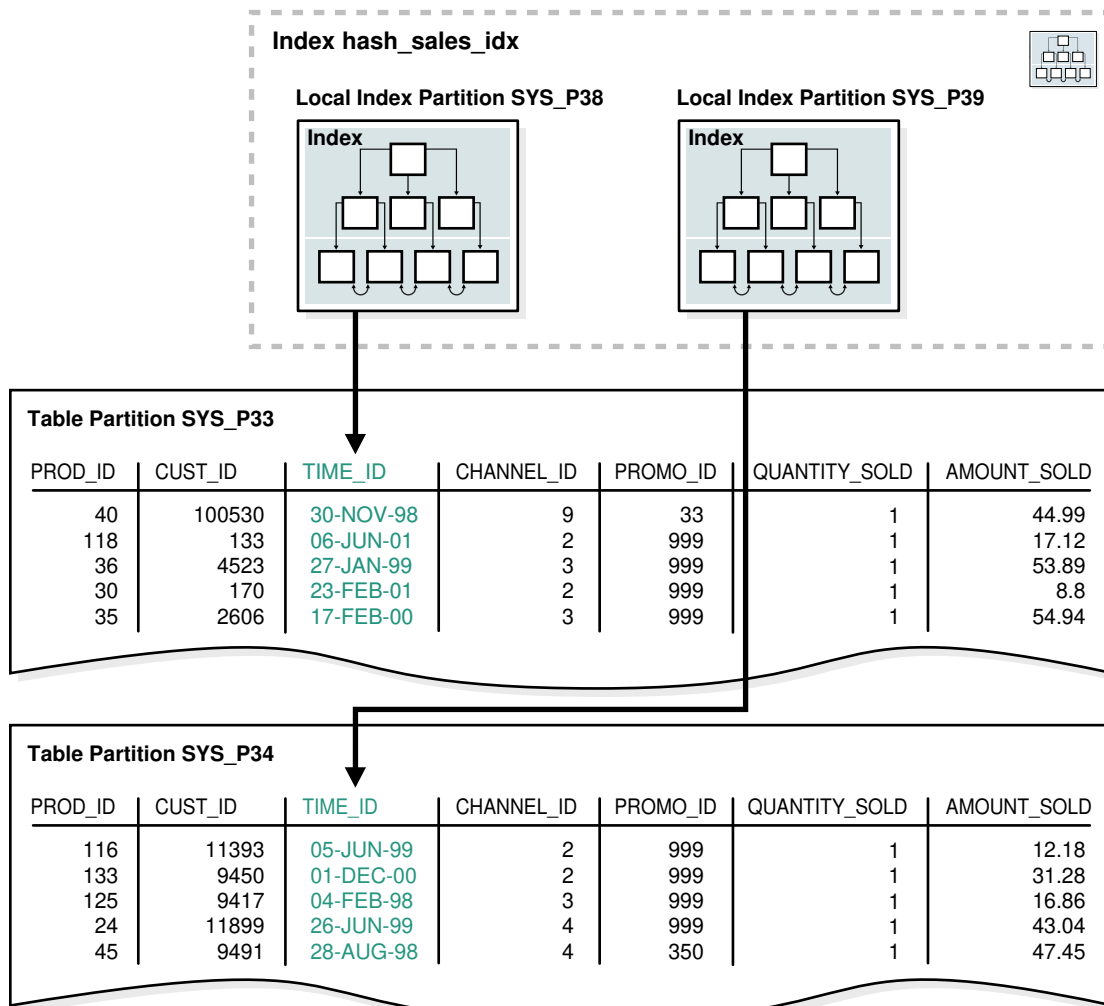 Index hash_sales_idx
Local Index Partition SYS_P38 Local Index Partition SYS_P39
Index Index
Table Partition SYS_P33
PROD_ID CUST_ID TIME_ID CHANNEL_ID PROMO_ID QUANTITY_SOLD AMOUNT_SOLD
40 100530 30-NOV-98 9 33 1 44.99
118 133 06-JUN-01 2 999 1 17.12
36 4523 27-JAN-99 3 999 1 53.89
30 170 23-FEB-01 2 999 1 8.8
35 2606 17-FEB-00 3 999 1 54.94
Table Partition SYS_P34
PROD_ID CUST_ID TIME_ID CHANNEL_ID PROMO_ID QUANTITY_SOLD AMOUNT_SOLD
116 11393 05-JUN-99 2 999 1 12.18
133 9450 01-DEC-00 2 999 1 31.28
125 9417 04-FEB-98 3 999 1 16.86
24 11899 26-JUN-99 4 999 1 43.04
45 9491 28-AUG-98 4 350 1 47.45